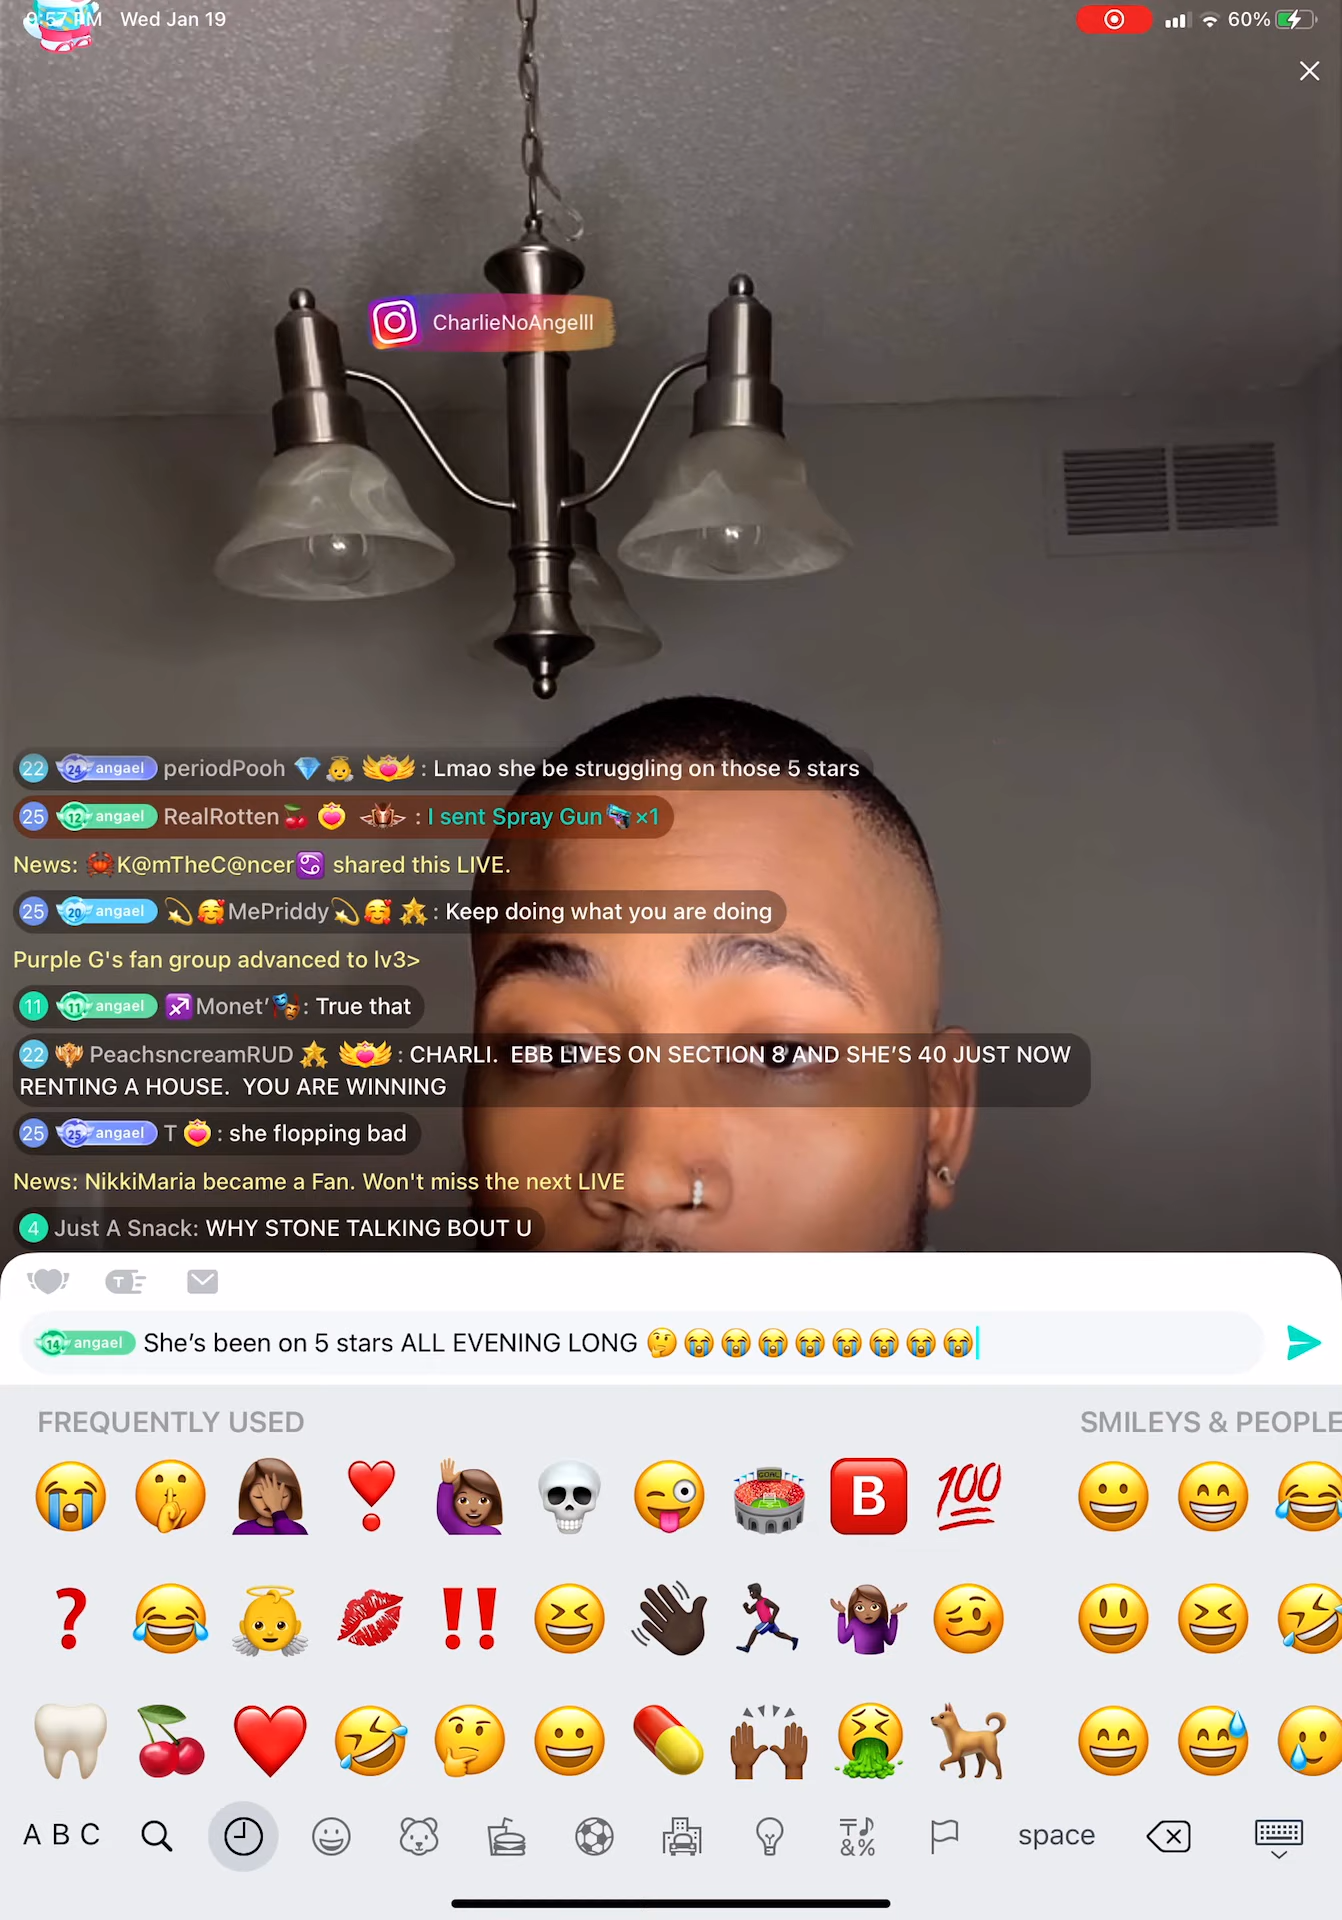 9:57 PM Wed Jan 19 60%
CharlieNoAngelll
22 24 angael periodPooh 💎👼 : Lmao she be struggling on those 5 stars
25 12 angael RealRotten🍒 : I sent Spray Gun ×1
News: 🦀K@mTheC@ncer♋ shared this LIVE.
25 20 angael 💫🥰MePriddy💫🥰 : Keep doing what you are doing
Purple G's fan group advanced to lv3>
11 11 angael ♐Monet'🎭: True that
22 PeachsncreamRUD : CHARLI. EBB LIVES ON SECTION 8 AND SHE'S 40 JUST NOW
RENTING A HOUSE. YOU ARE WINNING
25 25 angael T : she flopping bad
News: NikkiMaria became a Fan. Won't miss the next LIVE
4 Just A Snack: WHY STONE TALKING BOUT U
14 angael She's been on 5 stars ALL EVENING LONG 🤔😭😭😭😭😭😭😭😭
FREQUENTLY USED SMILEYS & PEOPLE
GOAL B 100
A B C &% space